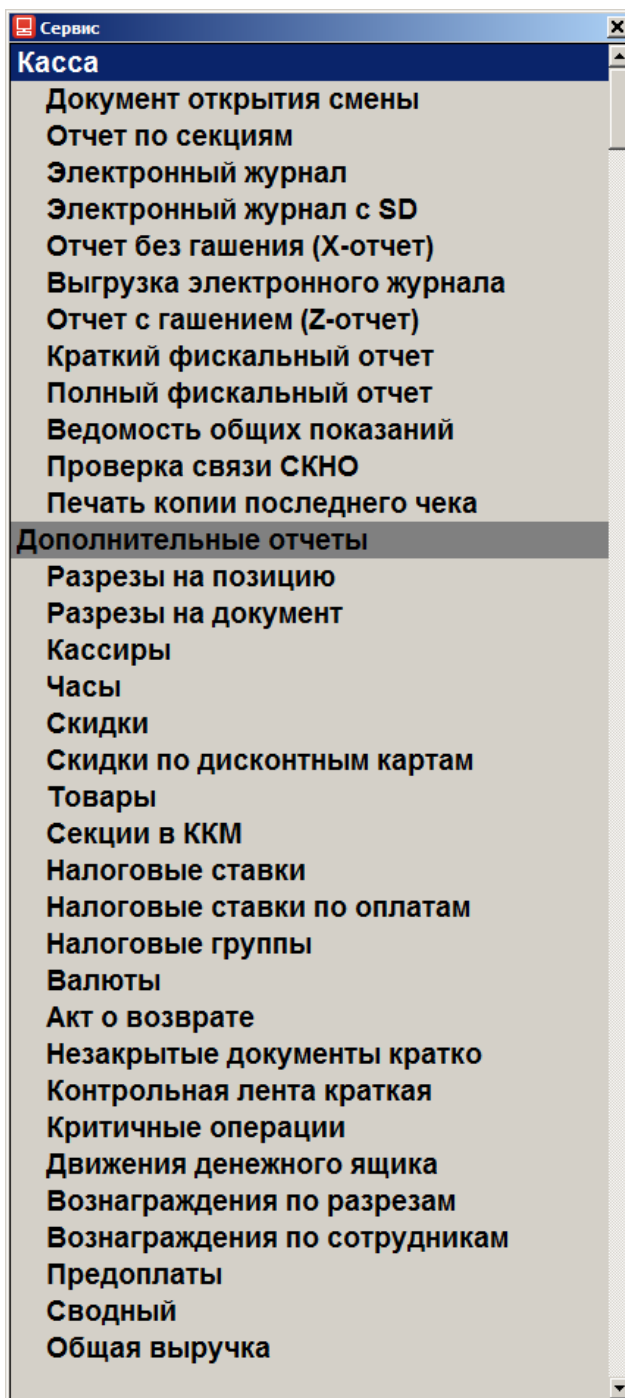 Сервис
Касса
Документ открытия смены
Отчет по секциям
Электронный журнал
Электронный журнал с SD
Отчет без гашения (X-отчет)
Выгрузка электронного журнала
Отчет с гашением (Z-отчет)
Краткий фискальный отчет
Полный фискальный отчет
Ведомость общих показаний
Проверка связи СКНО
Печать копии последнего чека
Дополнительные отчеты
Разрезы на позицию
Разрезы на документ
Кассиры
Часы
Скидки
Скидки по дисконтным картам
Товары
Секции в ККМ
Налоговые ставки
Налоговые ставки по оплатам
Налоговые группы
Валюты
Акт о возврате
Незакрытые документы кратко
Контрольная лента краткая
Критичные операции
Движения денежного ящика
Вознаграждения по разрезам
Вознаграждения по сотрудникам
Предоплаты
Сводный
Общая выручка